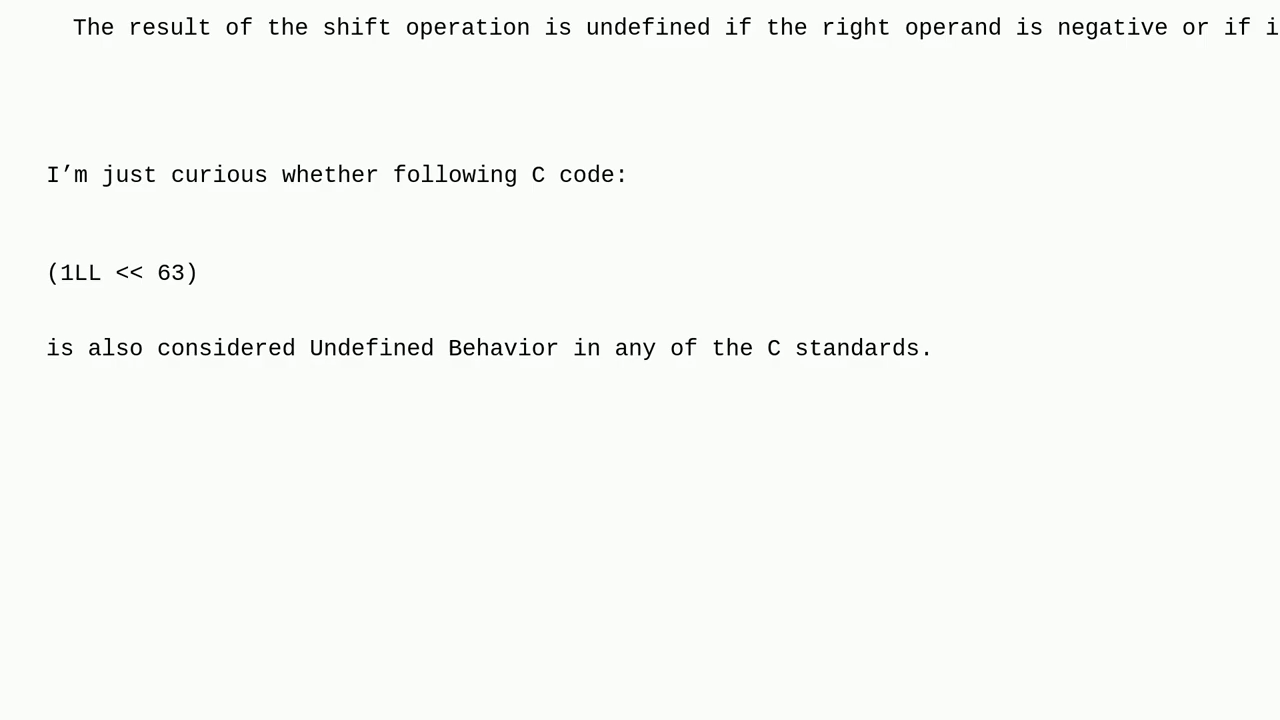 The result of the shift operation is undefined if the right operand is negative or if i
I’m just curious whether following C code:
(1LL << 63)
is also considered Undefined Behavior in any of the C standards.